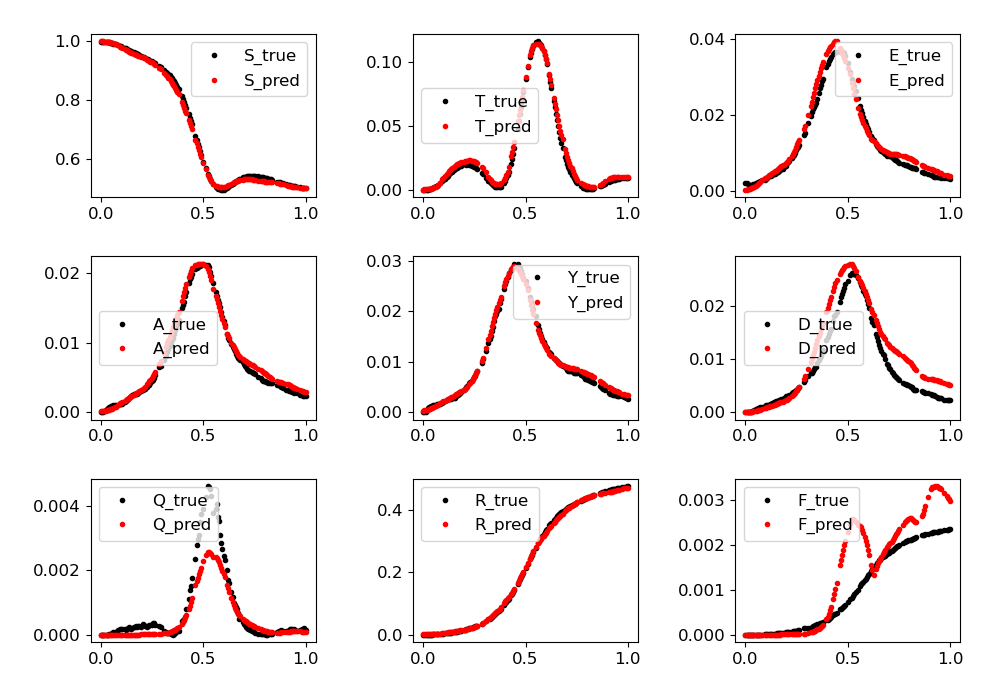 1.0
0.8
0.6
0.0 0.5 1.0
S_true
S_pred
0.10
0.05
0.00
0.0 0.5 1.0
T_true
T_pred
0.04
0.02
0.00
0.0 0.5 1.0
E_true
E_pred
0.02
0.01
0.00
0.0 0.5 1.0
A_true
A_pred
0.03
0.02
0.01
0.00
0.0 0.5 1.0
Y_true
Y_pred
0.02
0.01
0.00
0.0 0.5 1.0
D_true
D_pred
0.004
0.002
0.000
0.0 0.5 1.0
Q_true
Q_pred
0.4
0.2
0.0
0.0 0.5 1.0
R_true
R_pred
0.003
0.002
0.001
0.000
0.0 0.5 1.0
F_true
F_pred